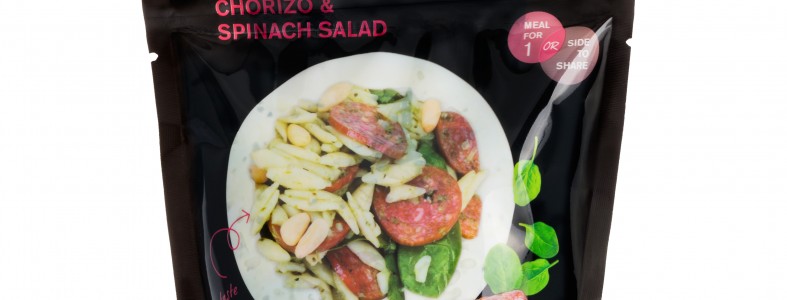 CHORIZO &
SPINACH SALAD
MEAL
FOR
1
OR
SIDE
TO
SHARE